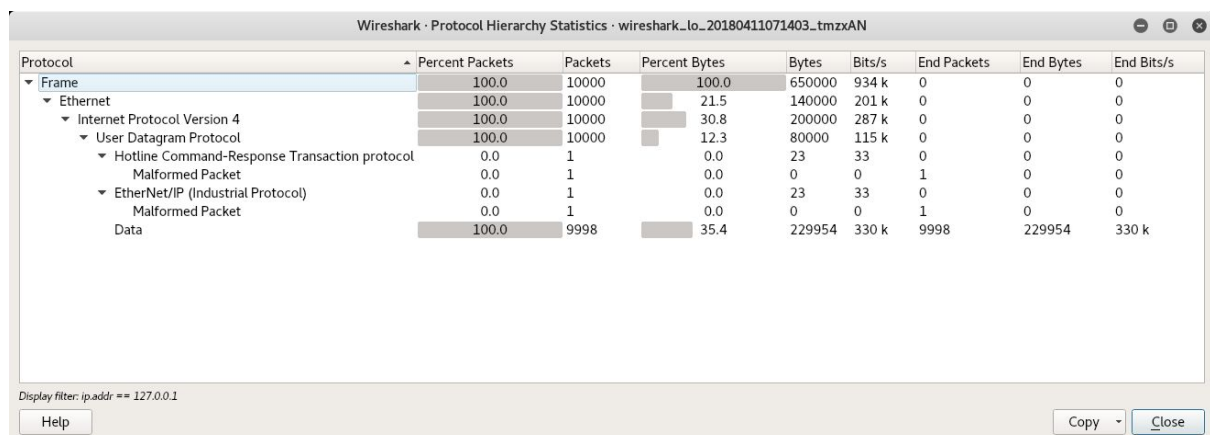 Wireshark · Protocol Hierarchy Statistics · wireshark_lo_20180411071403_tmzxAN
Protocol Percent Packets Packets Percent Bytes Bytes Bits/s End Packets End Bytes End Bits/s
Frame 100.0 10000 100.0 650000 934 k 0 0 0
Ethernet 100.0 10000 21.5 140000 201 k 0 0 0
Internet Protocol Version 4 100.0 10000 30.8 200000 287 k 0 0 0
User Datagram Protocol 100.0 10000 12.3 80000 115 k 0 0 0
Hotline Command-Response Transaction protocol 0.0 1 0.0 23 33 0 0 0
Malformed Packet 0.0 1 0.0 0 0 1 0 0
EtherNet/IP (Industrial Protocol) 0.0 1 0.0 23 33 0 0 0
Malformed Packet 0.0 1 0.0 0 0 1 0 0
Data 100.0 9998 35.4 229954 330 k 9998 229954 330 k
Display filter: ip.addr == 127.0.0.1
Help Copy Close